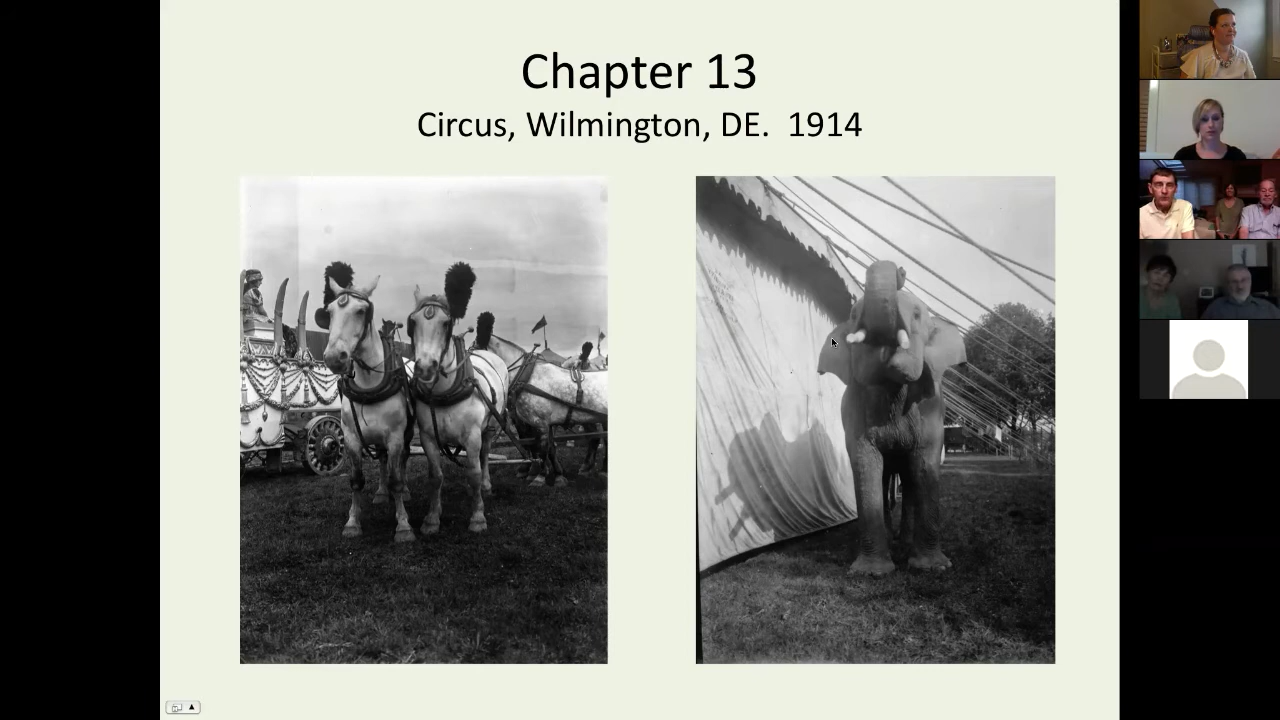 Chapter 13
Circus, Wilmington, DE.  1914